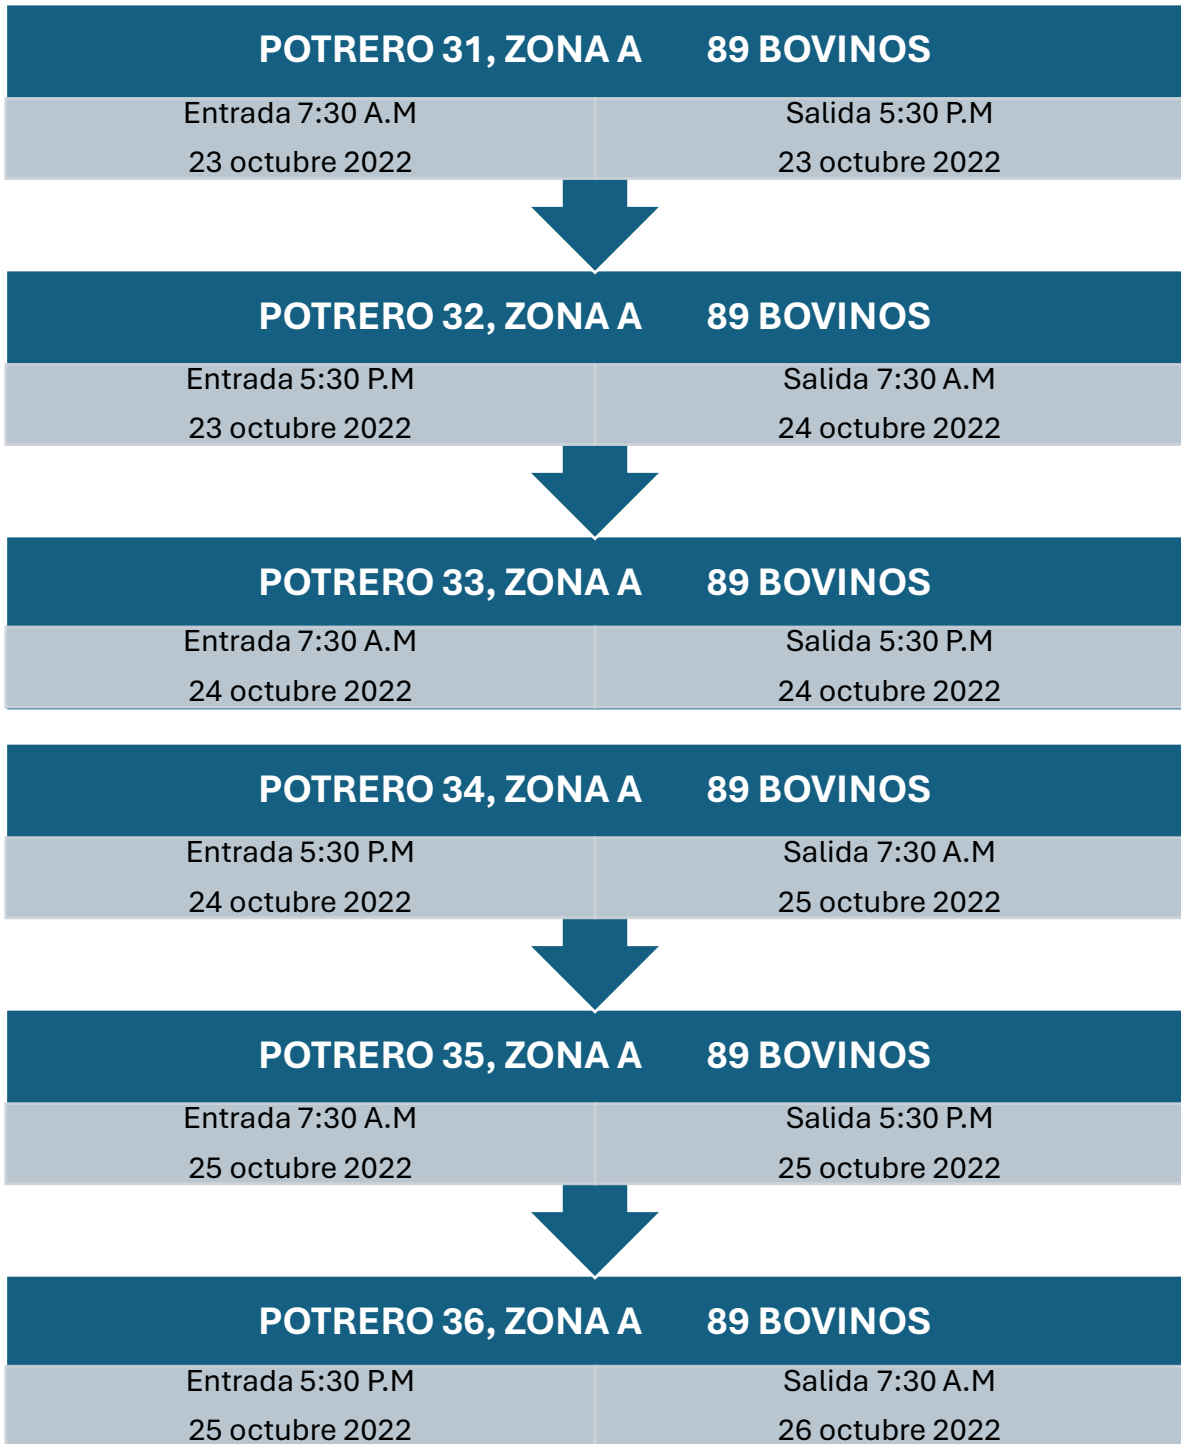 POTRERO 31, ZONA A 89 BOVINOS
Entrada 7:30 A.M Salida 5:30 P.M
23 octubre 2022 23 octubre 2022
POTRERO 32, ZONA A 89 BOVINOS
Entrada 5:30 P.M Salida 7:30 A.M
23 octubre 2022 24 octubre 2022
POTRERO 33, ZONA A 89 BOVINOS
Entrada 7:30 A.M Salida 5:30 P.M
24 octubre 2022 24 octubre 2022
POTRERO 34, ZONA A 89 BOVINOS
Entrada 5:30 P.M Salida 7:30 A.M
24 octubre 2022 25 octubre 2022
POTRERO 35, ZONA A 89 BOVINOS
Entrada 7:30 A.M Salida 5:30 P.M
25 octubre 2022 25 octubre 2022
POTRERO 36, ZONA A 89 BOVINOS
Entrada 5:30 P.M Salida 7:30 A.M
25 octubre 2022 26 octubre 2022